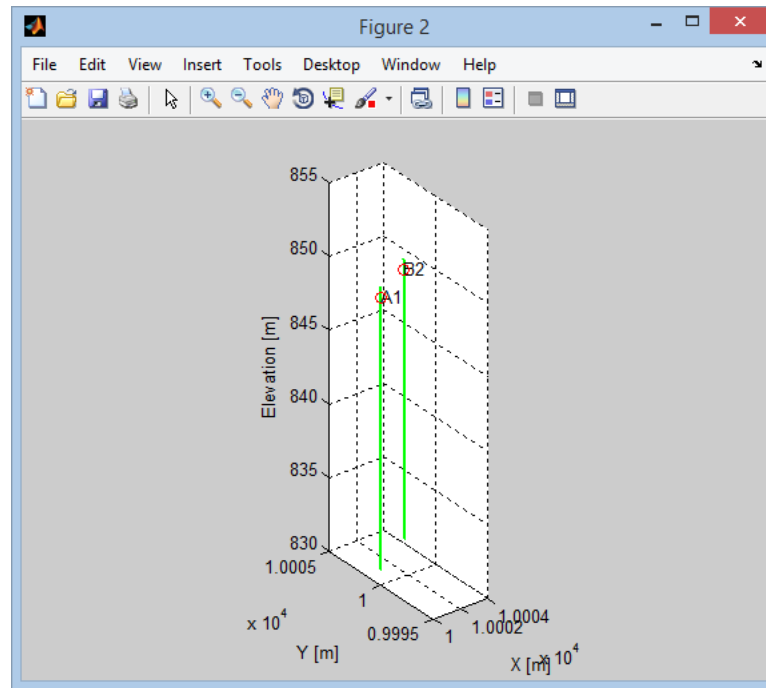 Figure 2
File Edit View Insert Tools Desktop Window Help
855
850
845
840
835
830
Elevation [m]
B2
A1
1.0005
1
0.9995
x 10^4
Y [m]
1
1.0002
1.0004
x 10^4
X [m]